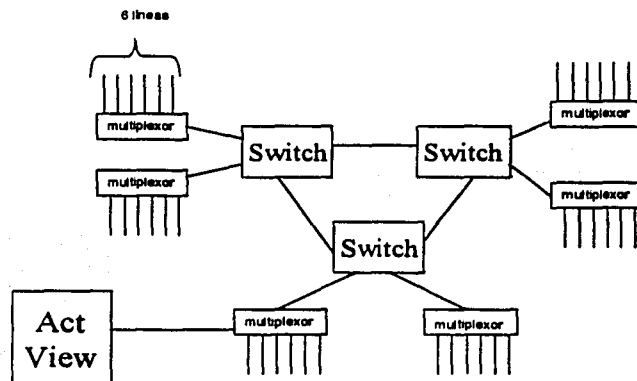 6 lineas
multiplexor
multiplexor
Switch
Switch
multiplexor
multiplexor
Switch
Act
View
multiplexor
multiplexor